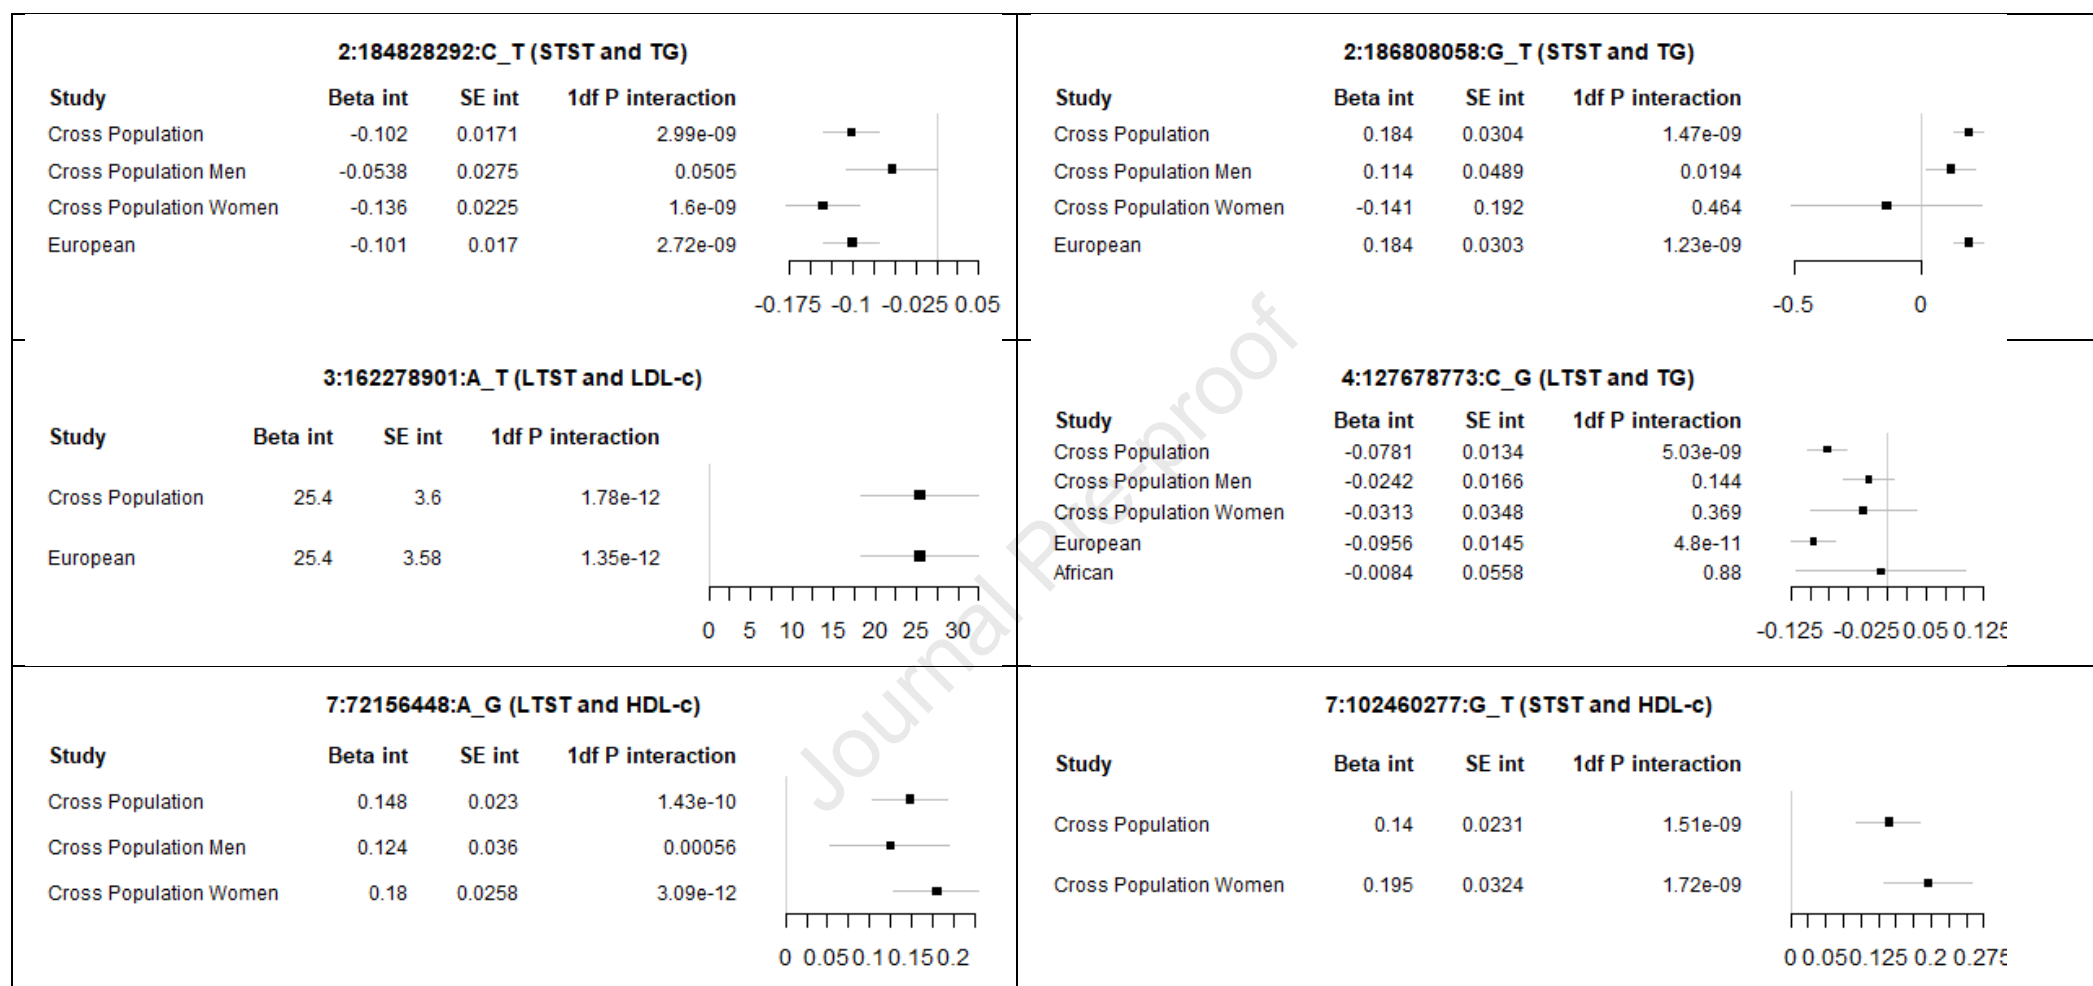 2:184828292:C_T (STST and TG)
Study Beta int SE int 1df P interaction
Cross Population -0.102 0.0171 2.99e-09
Cross Population Men -0.0538 0.0275 0.0505
Cross Population Women -0.136 0.0225 1.6e-09
European -0.101 0.017 2.72e-09
-0.175 -0.1 -0.025 0.05
2:186808058:G_T (STST and TG)
Study Beta int SE int 1df P interaction
Cross Population 0.184 0.0304 1.47e-09
Cross Population Men 0.114 0.0489 0.0194
Cross Population Women -0.141 0.192 0.464
European 0.184 0.0303 1.23e-09
-0.5 0
3:162278901:A_T (LTST and LDL-c)
Study Beta int SE int 1df P interaction
Cross Population 25.4 3.6 1.78e-12
European 25.4 3.58 1.35e-12
0 5 10 15 20 25 30
4:127678773:C_G (LTST and TG)
Study Beta int SE int 1df P interaction
Cross Population -0.0781 0.0134 5.03e-09
Cross Population Men -0.0242 0.0166 0.144
Cross Population Women -0.0313 0.0348 0.369
European -0.0956 0.0145 4.8e-11
African -0.0084 0.0558 0.88
-0.125 -0.025 0.05 0.125
7:72156448:A_G (LTST and HDL-c)
Study Beta int SE int 1df P interaction
Cross Population 0.148 0.023 1.43e-10
Cross Population Men 0.124 0.036 0.00056
Cross Population Women 0.18 0.0258 3.09e-12
0 0.05 0.1 0.15 0.2
7:102460277:G_T (STST and HDL-c)
Study Beta int SE int 1df P interaction
Cross Population 0.14 0.0231 1.51e-09
Cross Population Women 0.195 0.0324 1.72e-09
0 0.05 0.125 0.2 0.275
Journal Pre-proof